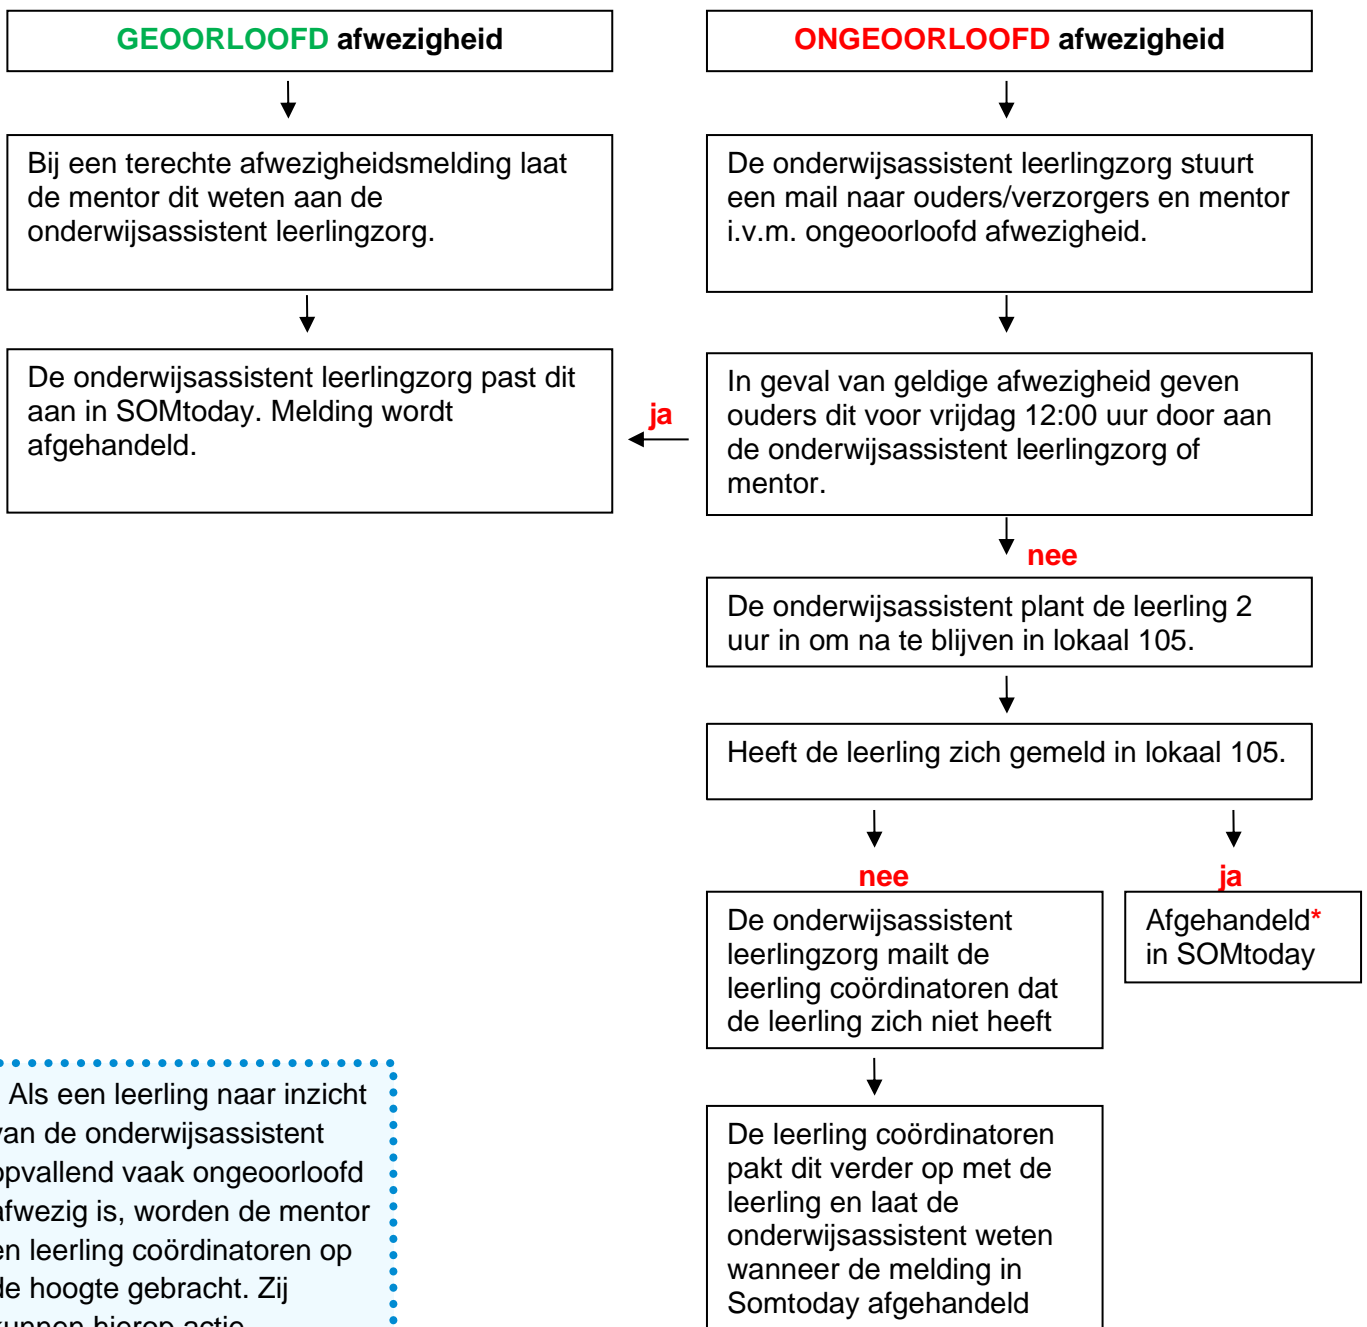 GEOORLOOFD afwezigheid
Bij een terechte afwezigheidsmelding laat
de mentor dit weten aan de
onderwijsassistent leerlingzorg.
De onderwijsassistent leerlingzorg past dit
aan in SOMtoday. Melding wordt
afgehandeld.
ONGEOORLOOFD afwezigheid
De onderwijsassistent leerlingzorg stuurt
een mail naar ouders/verzorgers en mentor
i.v.m. ongeoorloofd afwezigheid.
In geval van geldige afwezigheid geven
ouders dit voor vrijdag 12:00 uur door aan
de onderwijsassistent leerlingzorg of
mentor.
ja
nee
De onderwijsassistent plant de leerling 2
uur in om na te blijven in lokaal 105.
Heeft de leerling zich gemeld in lokaal 105.
nee
De onderwijsassistent
leerlingzorg mailt de
leerling coördinatoren dat
de leerling zich niet heeft
ja
Afgehandeld*
in SOMtoday
De leerling coördinatoren
pakt dit verder op met de
leerling en laat de
onderwijsassistent weten
wanneer de melding in
Somtoday afgehandeld
Als een leerling naar inzicht
van de onderwijsassistent
opvallend vaak ongeoorloofd
afwezig is, worden de mentor
en leerling coördinatoren op
de hoogte gebracht. Zij
kunnen hierop actie